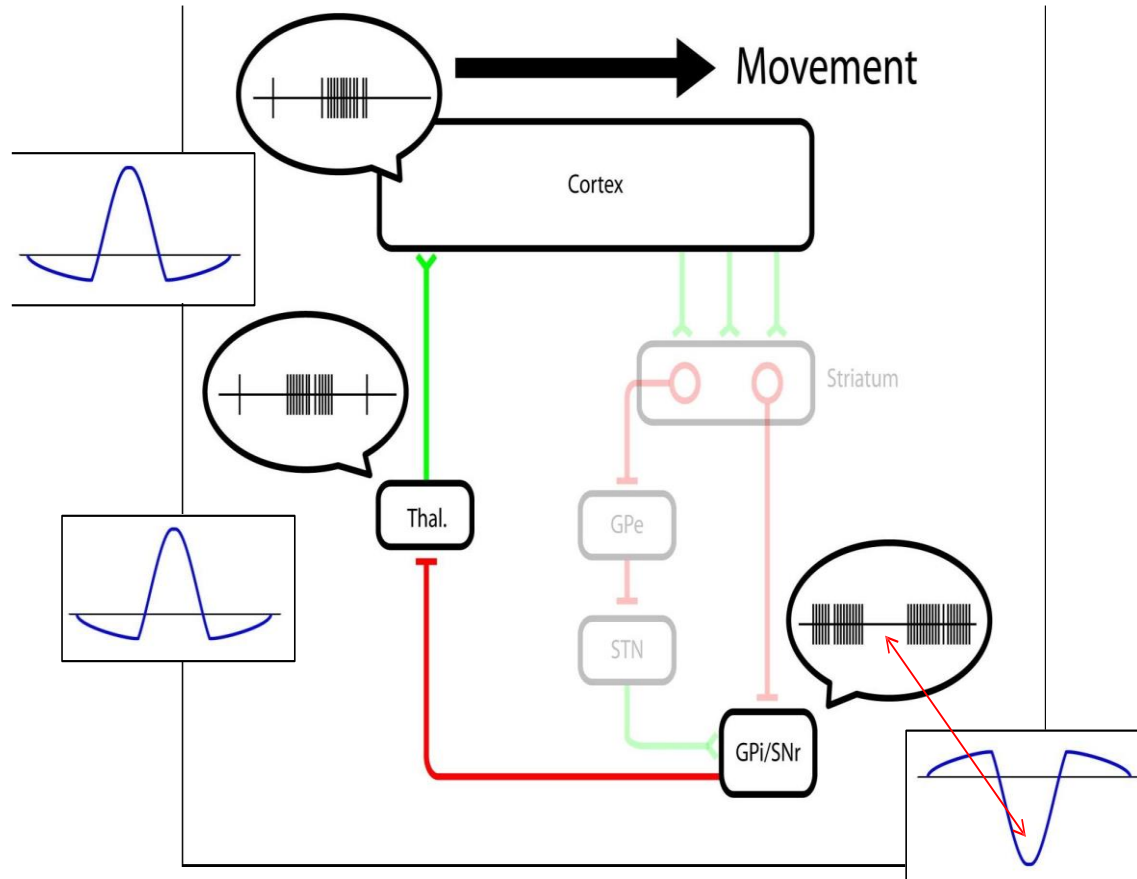 Movement
Cortex
Striatum
Thal.
GPe
STN
GPi/SNr